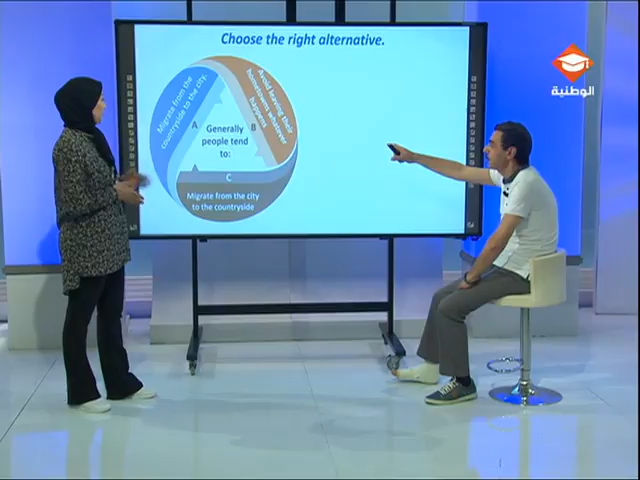 Choose the right alternative.
Migrate from the
countryside to the city.
Avoid leaving their
hometowns whatever
happens
A
B
Generally
people tend
to:
C
Migrate from the city
to the countryside
الوطنية